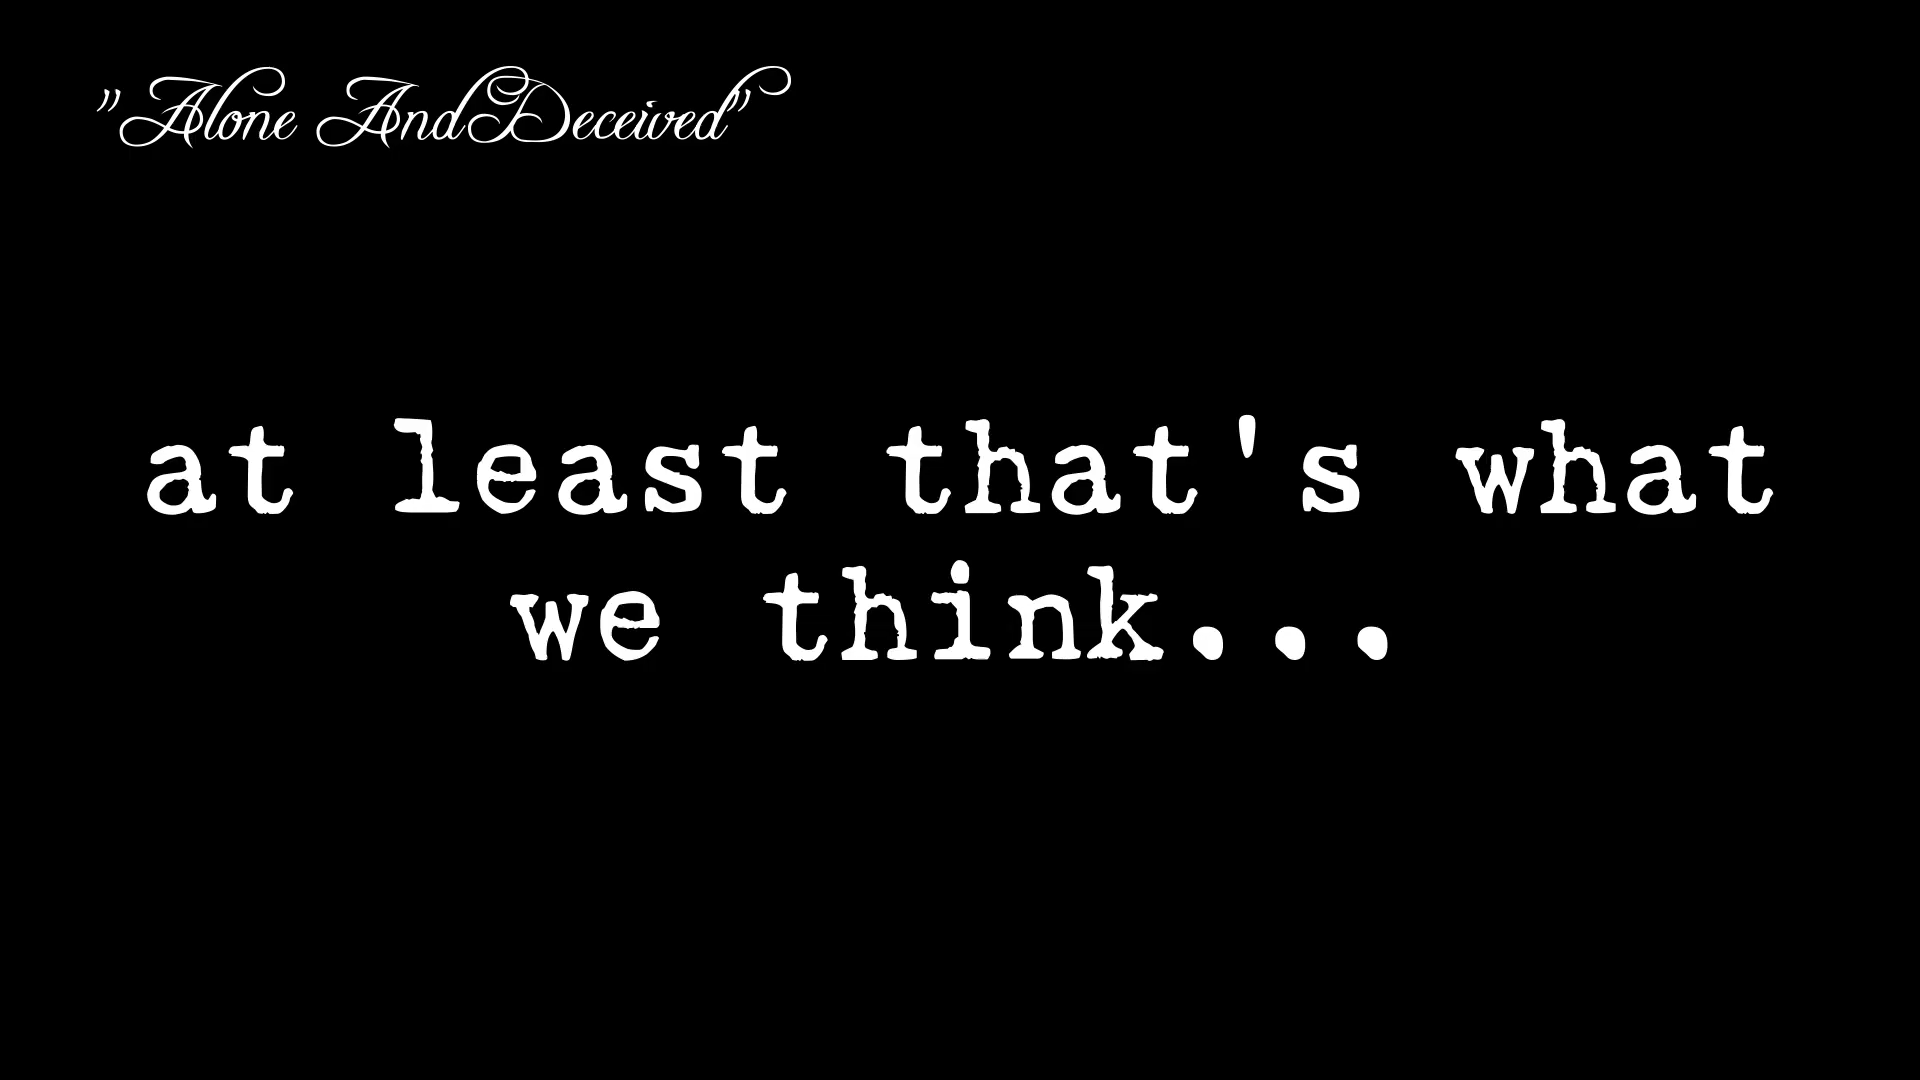 "Alone And Deceived"
at least that's what
we think...